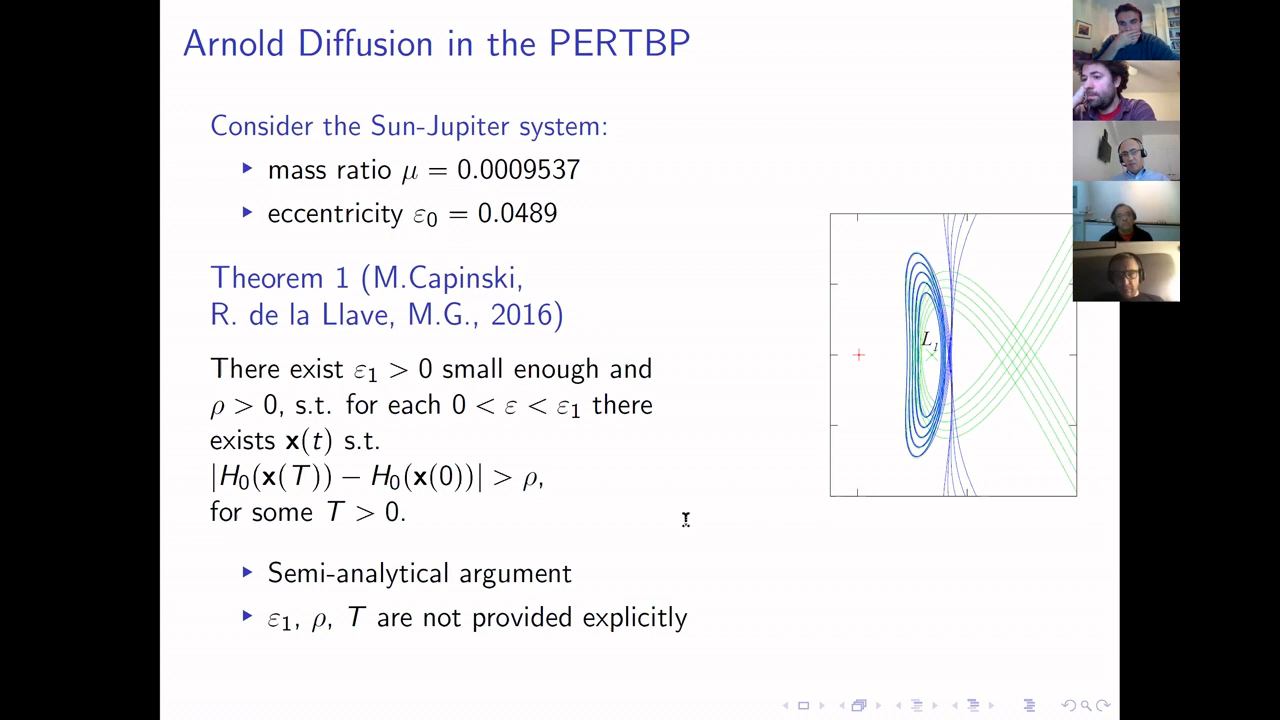 Arnold Diffusion in the PERTBP
Consider the Sun-Jupiter system:
mass ratio μ = 0.0009537
eccentricity ε₀ = 0.0489
Theorem 1 (M.Capinski,
R. de la Llave, M.G., 2016)
There exist ε₁ > 0 small enough and
ρ > 0, s.t. for each 0 < ε < ε₁ there
exists x(t) s.t.
|H₀(x(T)) − H₀(x(0))| > ρ,
for some T > 0.
Semi-analytical argument
ε₁, ρ, T are not provided explicitly
L₁